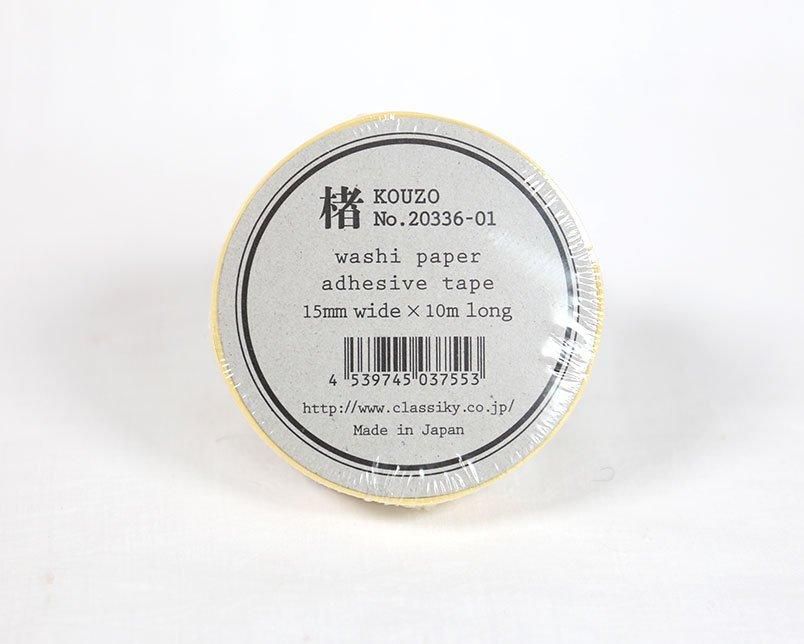 楮 KOUZO
No.20336-01
washi paper
adhesive tape
15mm wide × 10m long
4 539745 037553
http://www.classiky.co.jp/
Made in Japan